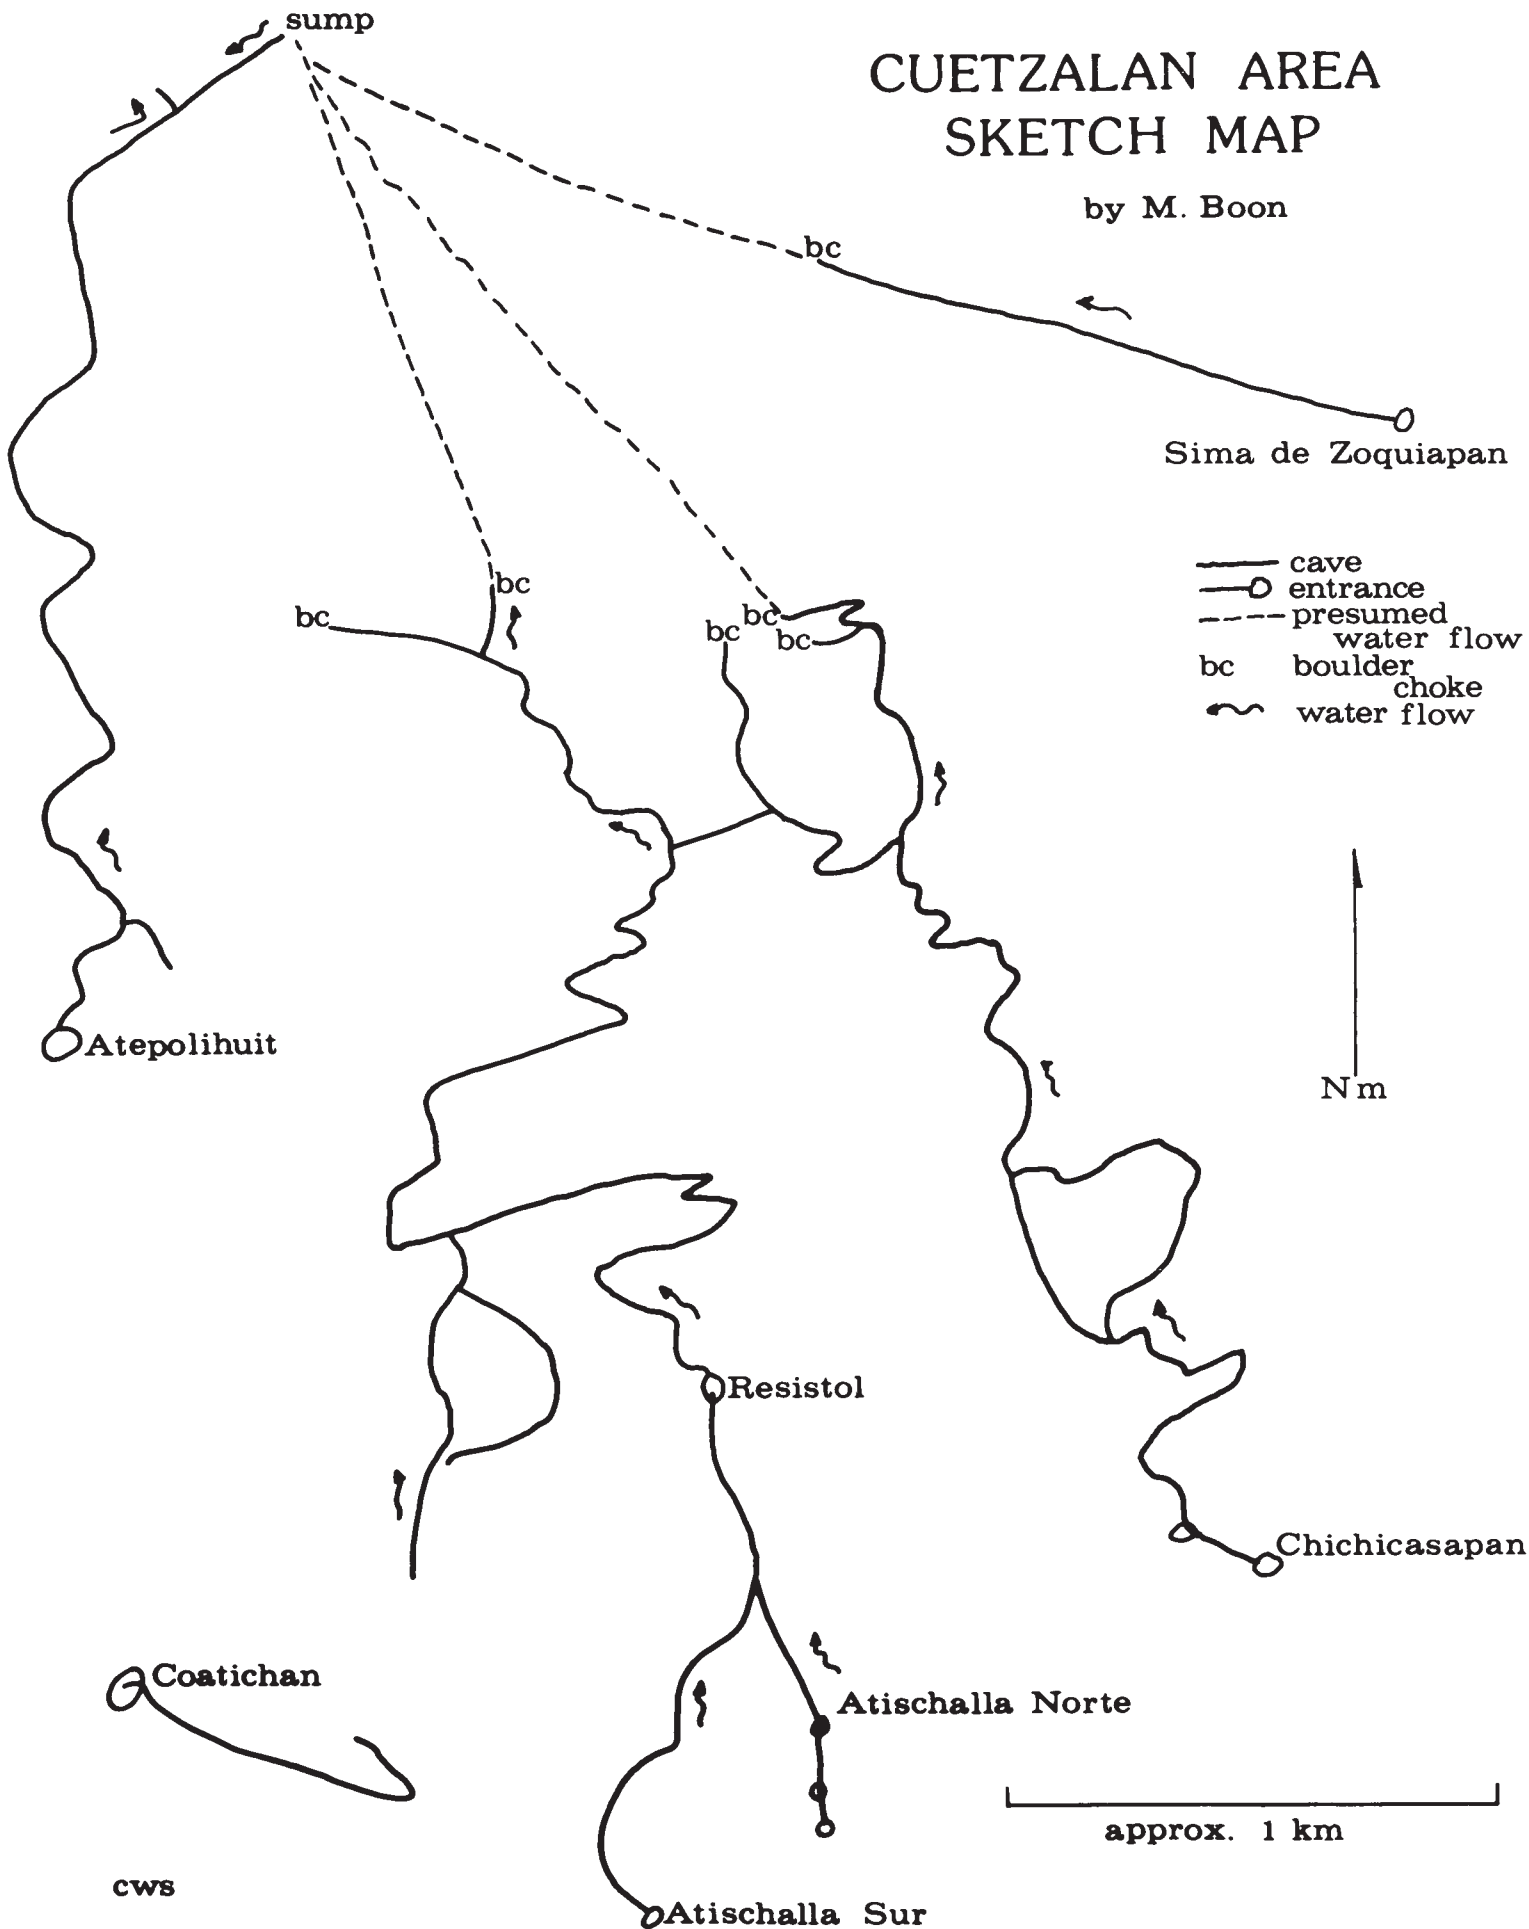 sump
CUETZALAN AREA
SKETCH MAP
by M. Boon
bc
Sima de Zoquiapan
cave
entrance
presumed
water flow
bc boulder
choke
water flow
bc
bc
bc
bc
bc
Atepolihuit
Nm
Resistol
Chichicasapan
Coatichan
Atischalla Norte
approx. 1 km
cws
Atischalla Sur